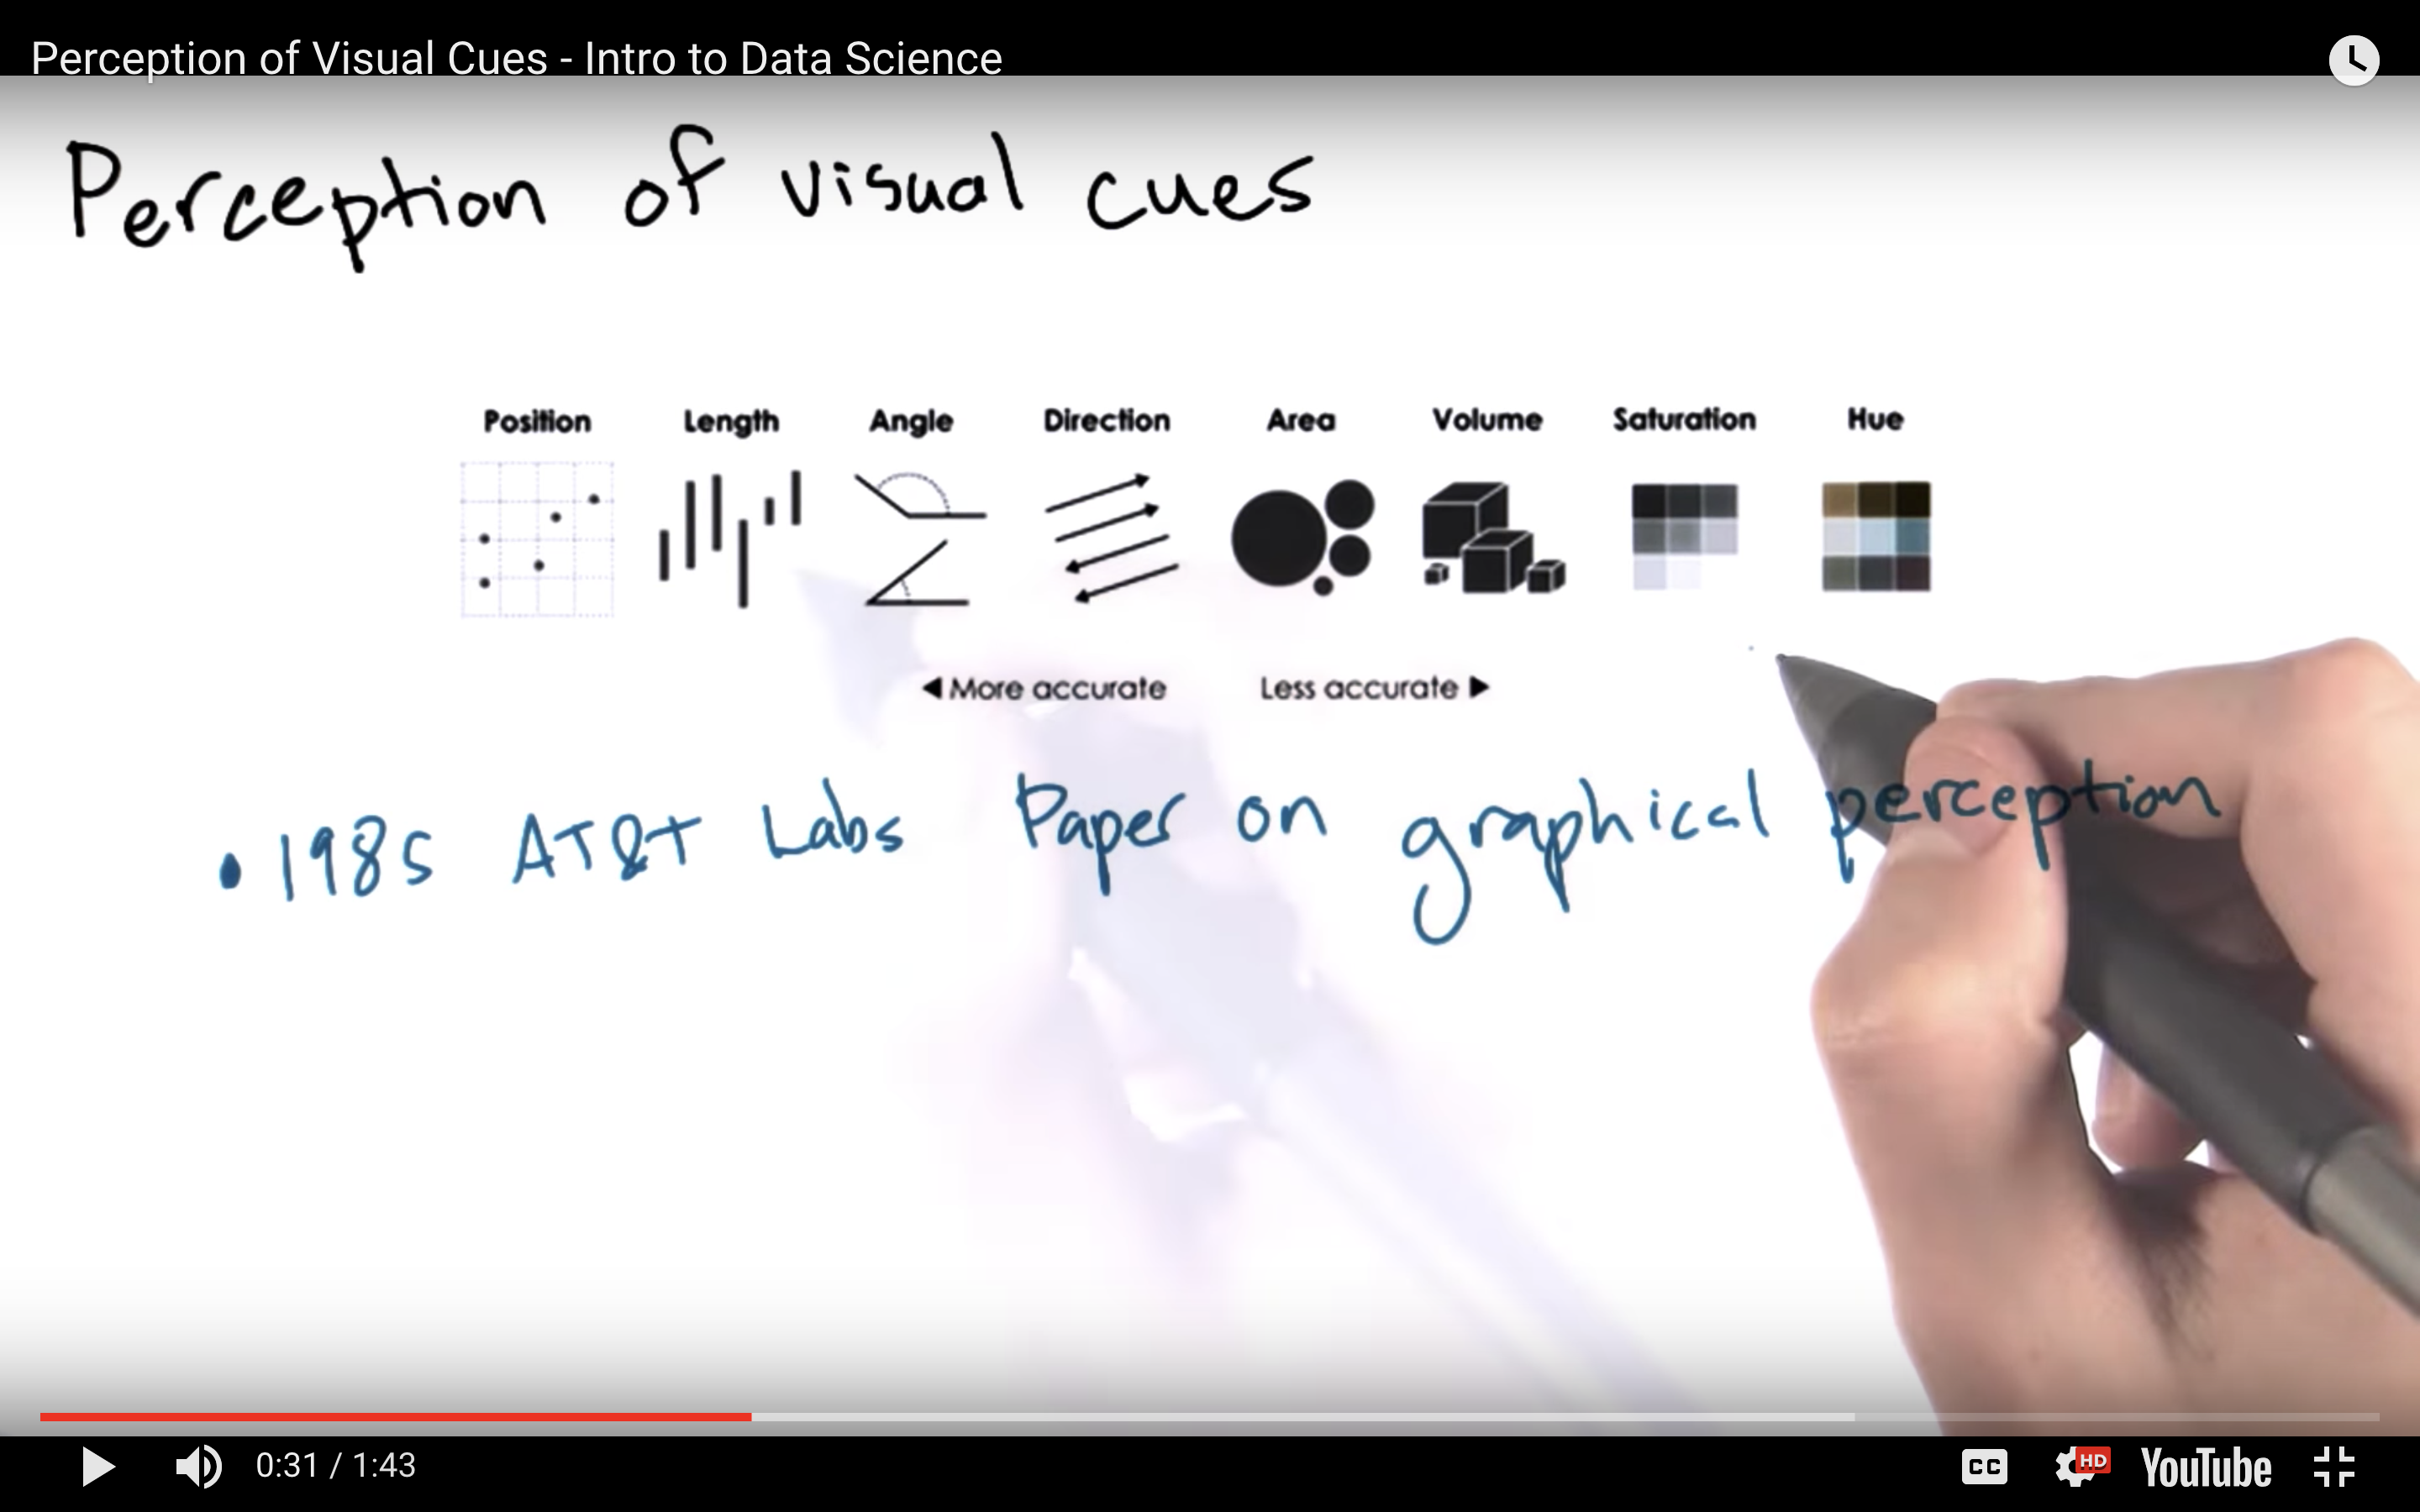 Perception of Visual Cues - Intro to Data Science
Perception of visual cues
Position Length Angle Direction Area Volume Saturation Hue
◀ More accurate Less accurate ▶
• 1985 AT&T Labs Paper on graphical perception
0:31 / 1:43 CC HD YouTube